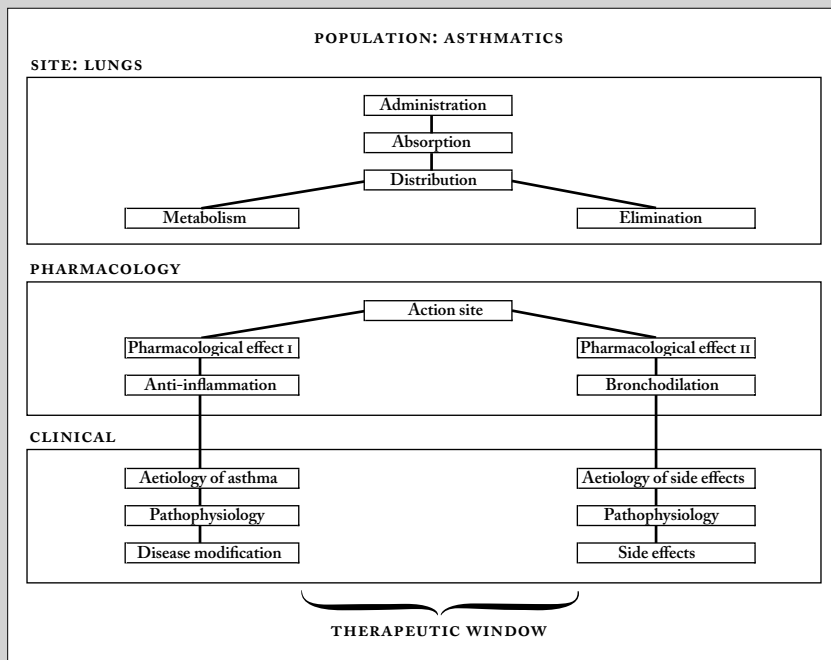 POPULATION: ASTHMATICS
SITE: LUNGS
Administration
Absorption
Distribution
Metabolism
Elimination
PHARMACOLOGY
Action site
Pharmacological effect I
Pharmacological effect II
Anti-inflammation
Bronchodilation
CLINICAL
Aetiology of asthma
Aetiology of side effects
Pathophysiology
Pathophysiology
Disease modification
Side effects
THERAPEUTIC WINDOW